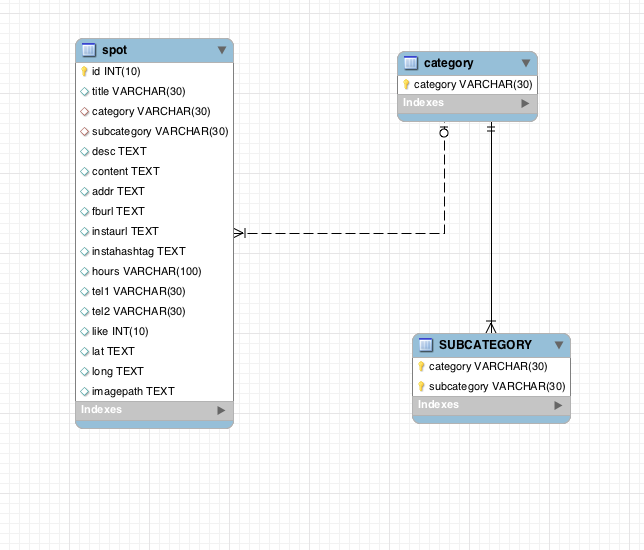 spot
id INT(10)
title VARCHAR(30)
category VARCHAR(30)
subcategory VARCHAR(30)
desc TEXT
content TEXT
addr TEXT
fburl TEXT
instaurl TEXT
instahashtag TEXT
hours VARCHAR(100)
tel1 VARCHAR(30)
tel2 VARCHAR(30)
like INT(10)
lat TEXT
long TEXT
imagepath TEXT
Indexes
category
category VARCHAR(30)
Indexes
SUBCATEGORY
category VARCHAR(30)
subcategory VARCHAR(30)
Indexes